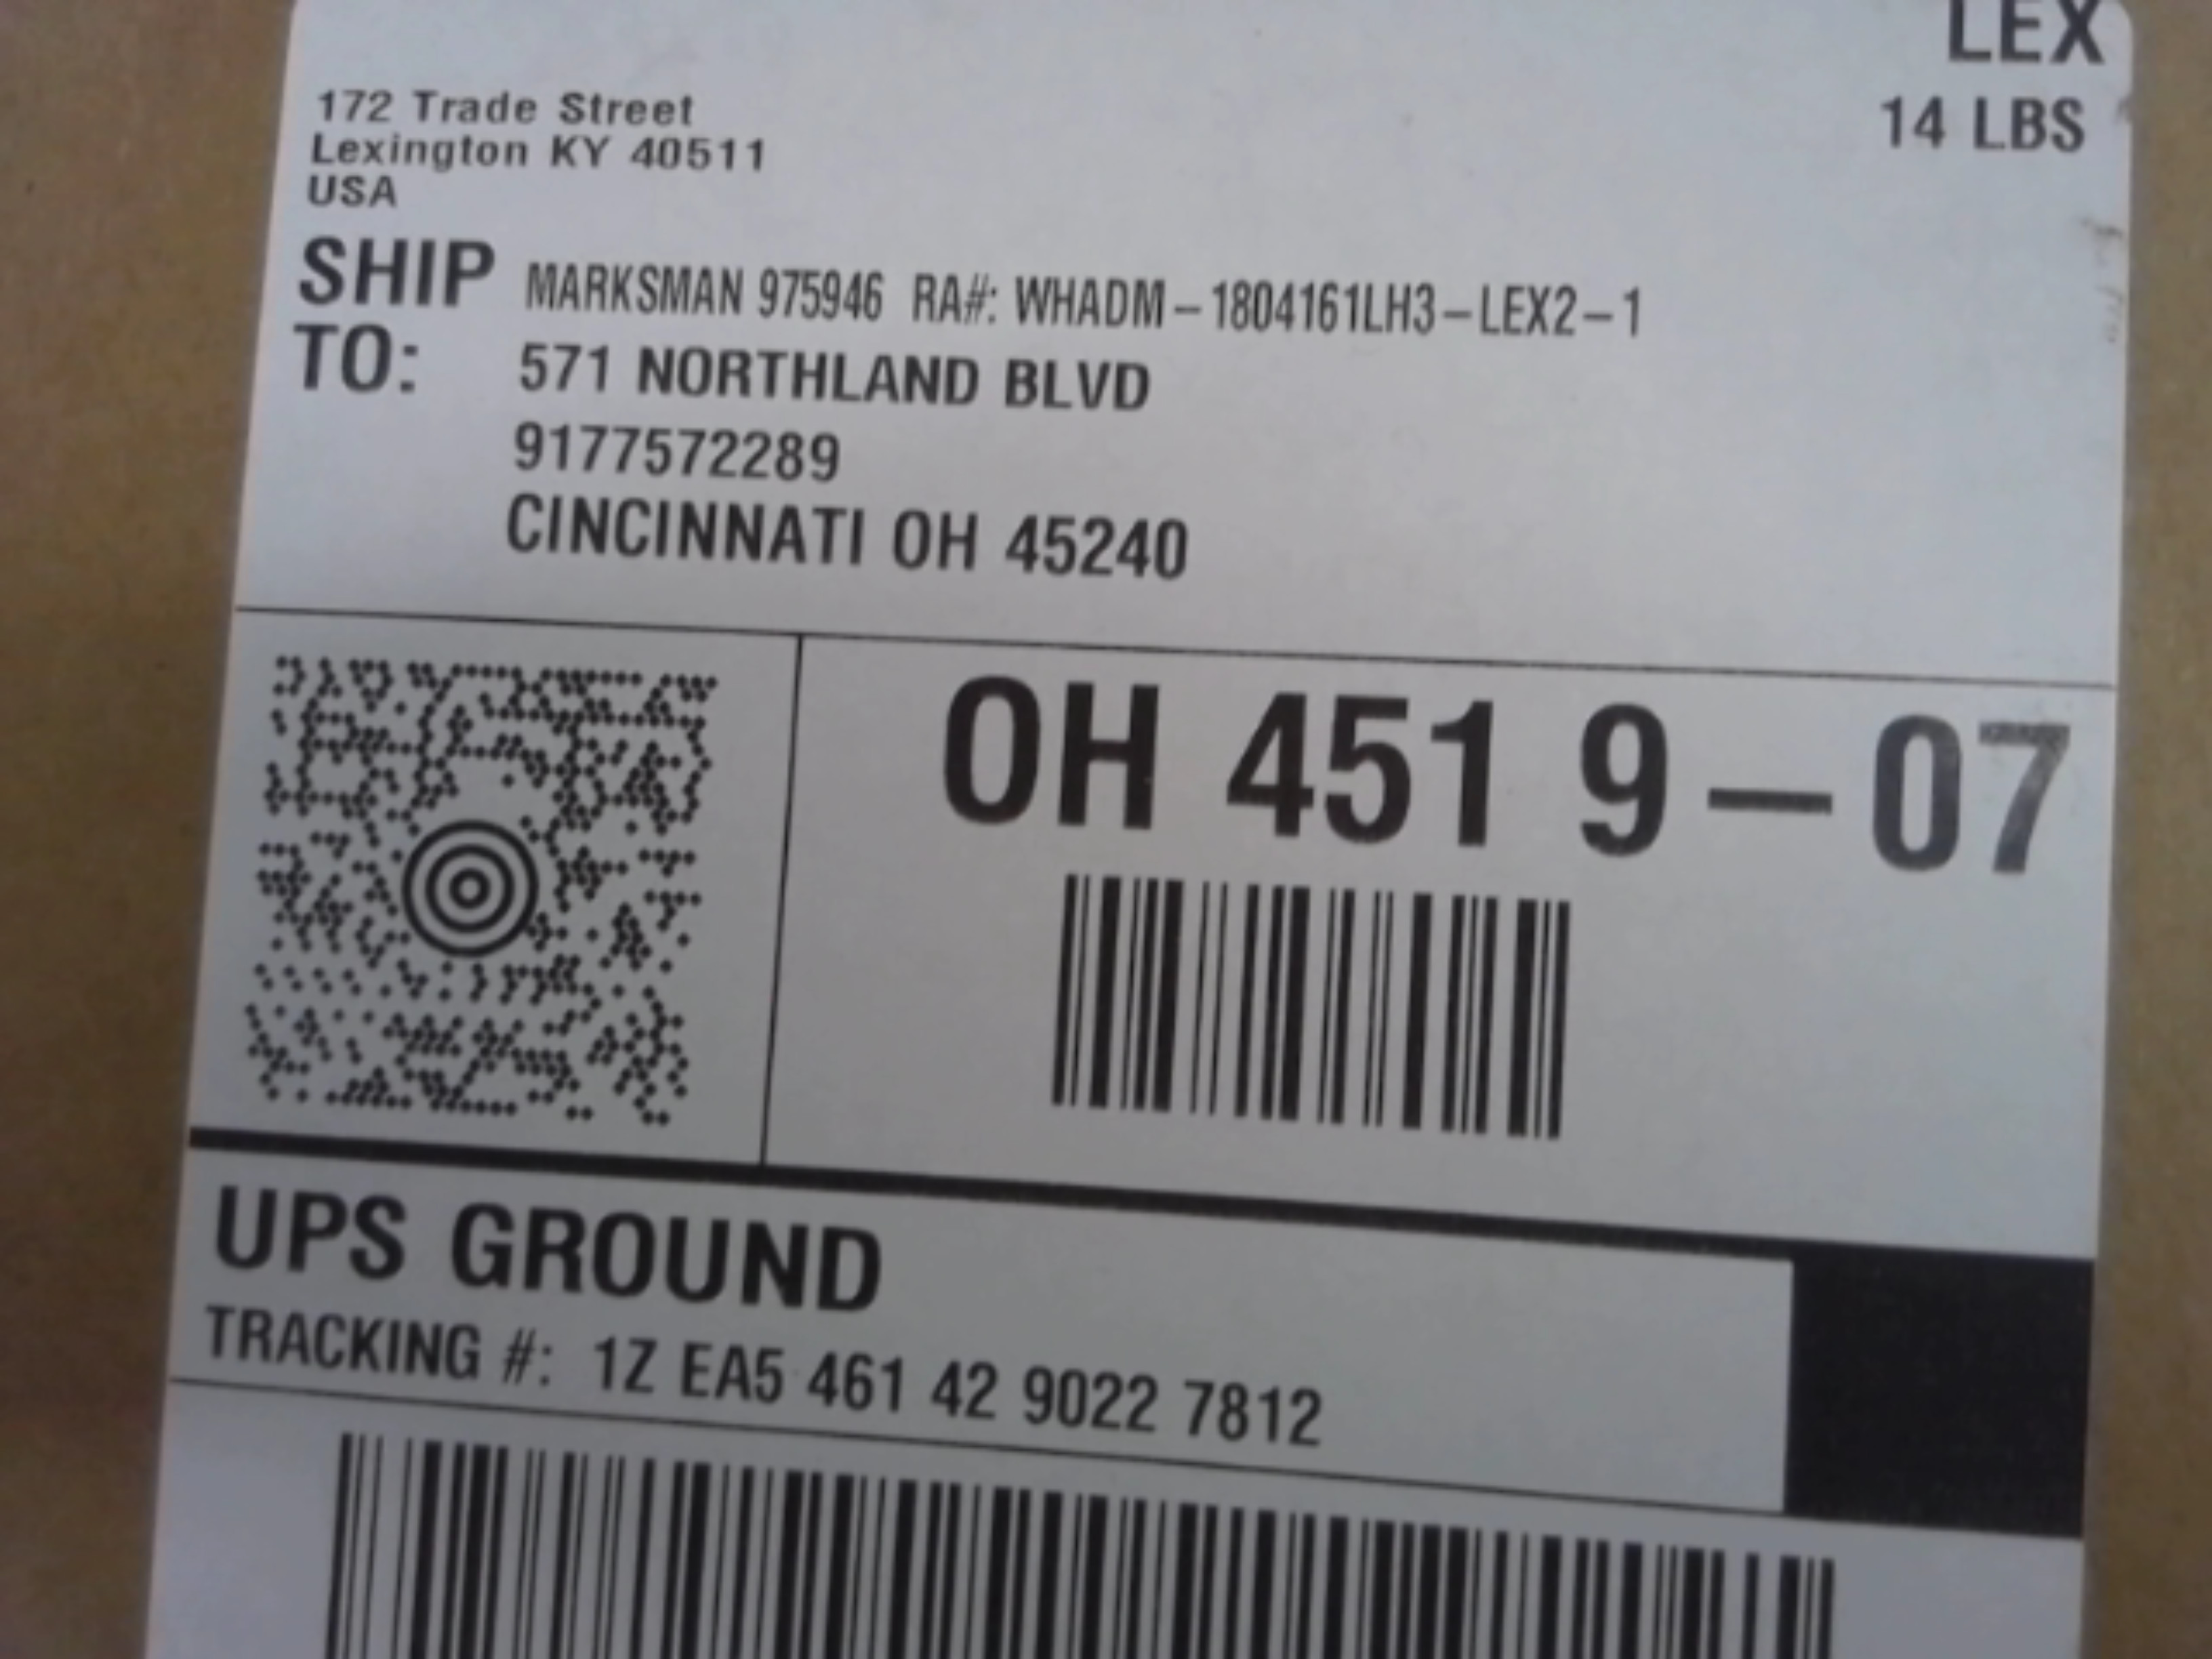 LEX
14 LBS
172 Trade Street
Lexington KY 40511
USA
SHIP TO: MARKSMAN 975946 RA#: WHADM-1804161LH3-LEX2-1
571 NORTHLAND BLVD
9177572289
CINCINNATI OH 45240
OH 451 9-07
UPS GROUND
TRACKING #: 1Z EA5 461 42 9022 7812